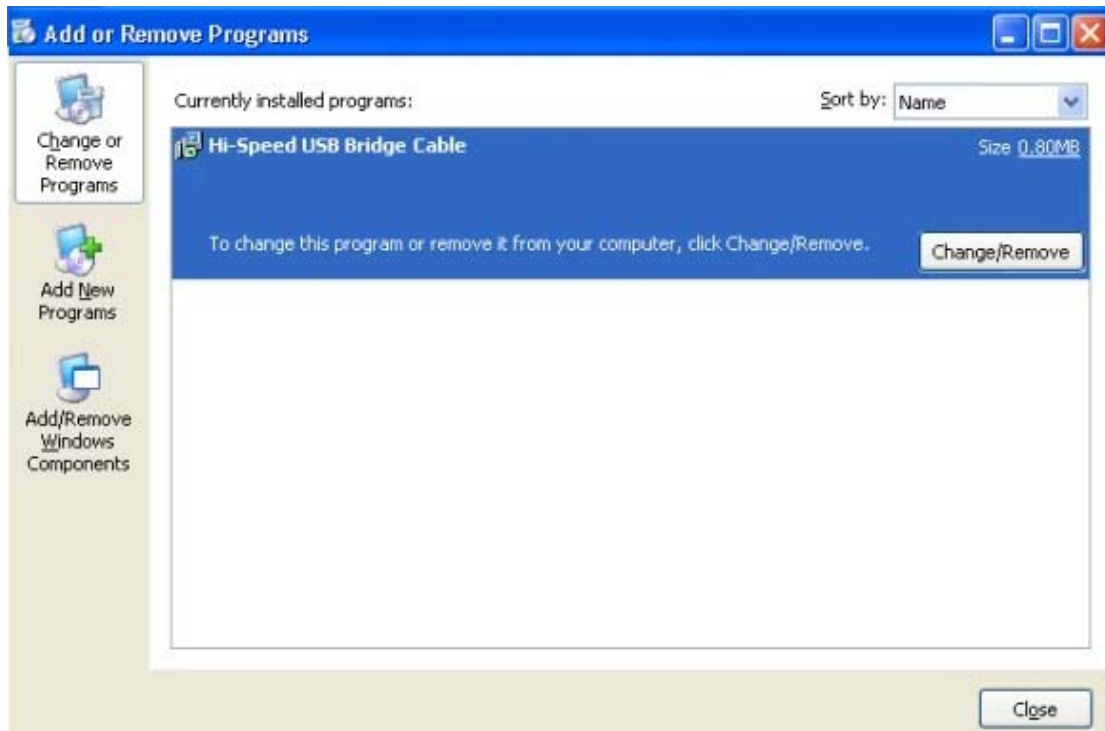 Add or Remove Programs
Change or
Remove
Programs
Add New
Programs
Add/Remove
Windows
Components
Currently installed programs:
Sort by: Name
Hi-Speed USB Bridge Cable
Size 0.80MB
To change this program or remove it from your computer, click Change/Remove.
Change/Remove
Close